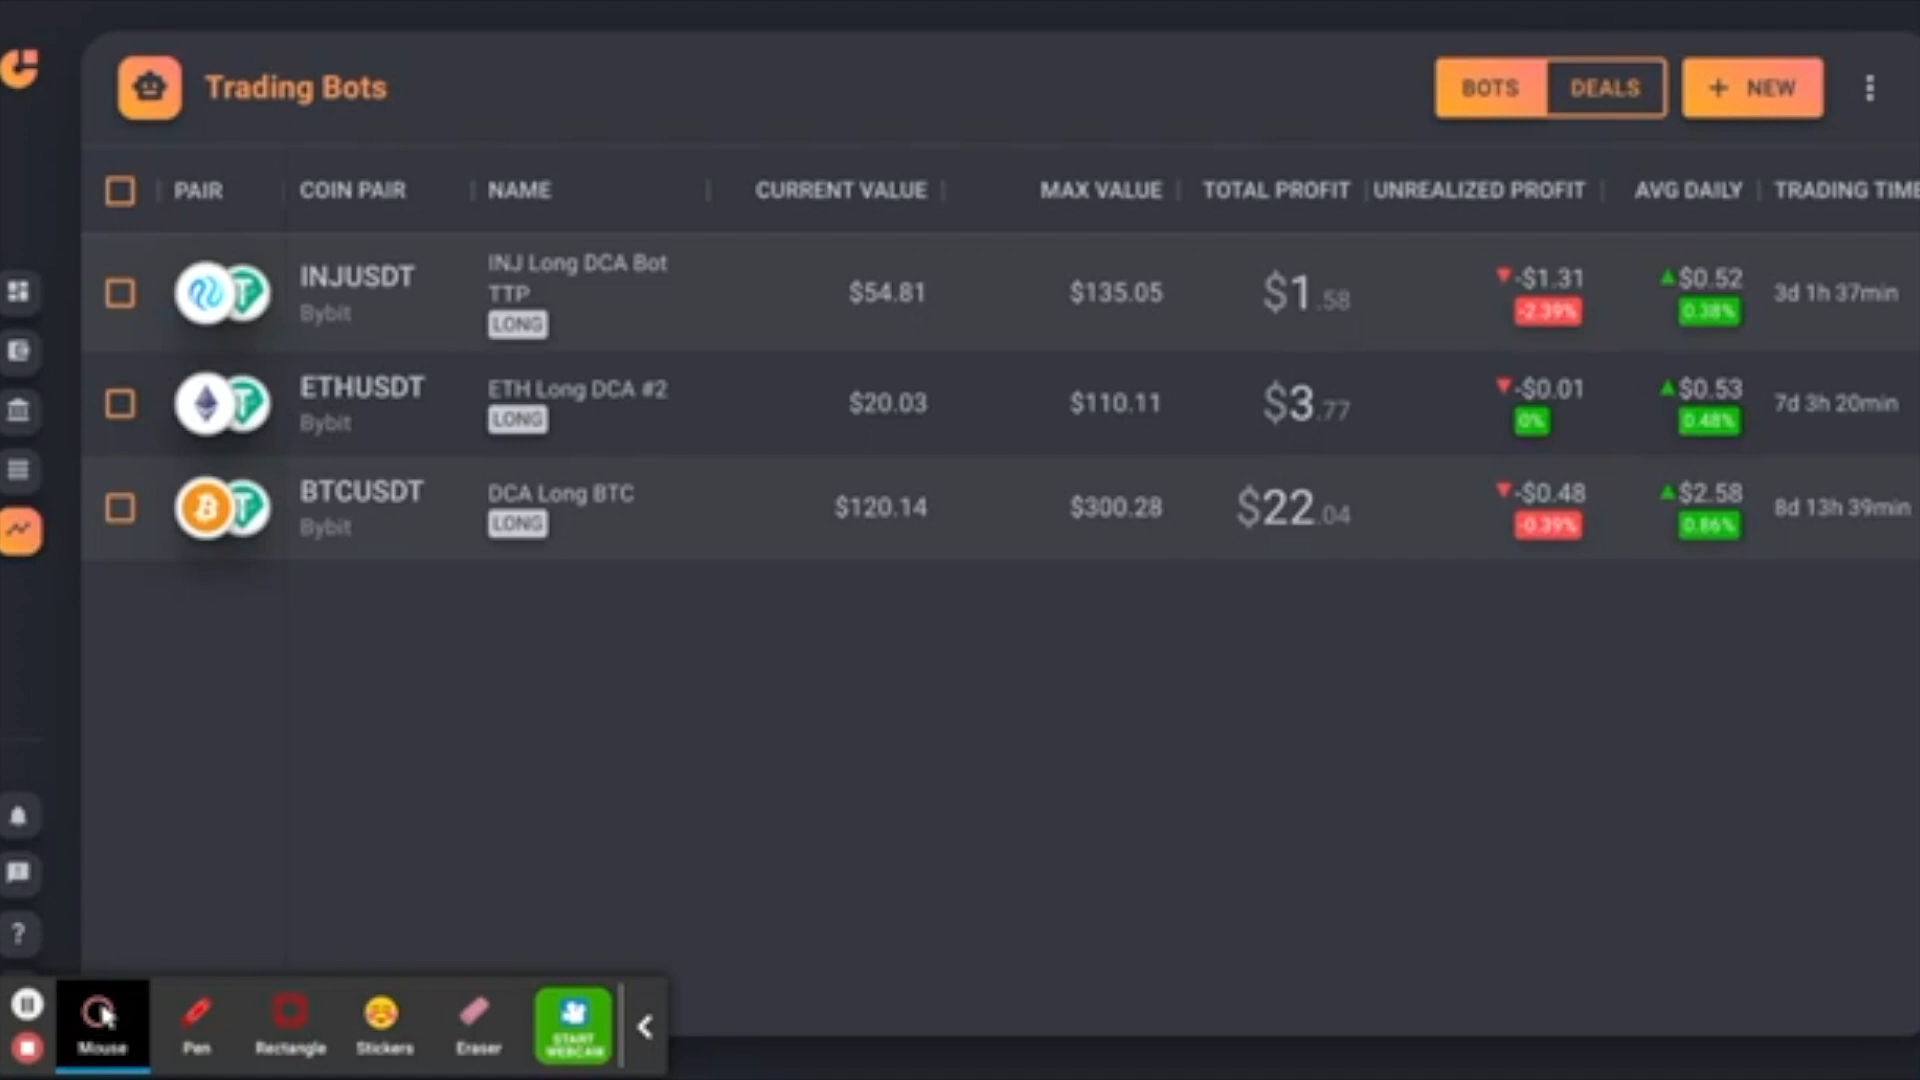 Trading Bots
BOTS DEALS + NEW
PAIR COIN PAIR NAME CURRENT VALUE MAX VALUE TOTAL PROFIT UNREALIZED PROFIT AVG DAILY TRADING TIME
INJUSDT
Bybit
INJ Long DCA Bot
TTP
LONG
$54.81 $135.05 $1.58
-$1.31
-2.39%
$0.52
0.38%
3d 1h 37min
ETHUSDT
Bybit
ETH Long DCA #2
LONG
$20.03 $110.11 $3.77
-$0.01
0%
$0.53
0.48%
7d 3h 20min
BTCUSDT
Bybit
DCA Long BTC
LONG
$120.14 $300.28 $22.04
-$0.48
-0.39%
$2.58
0.86%
8d 13h 39min
?
Mouse Pen Rectangle Stickers Eraser
START
WEBCAM